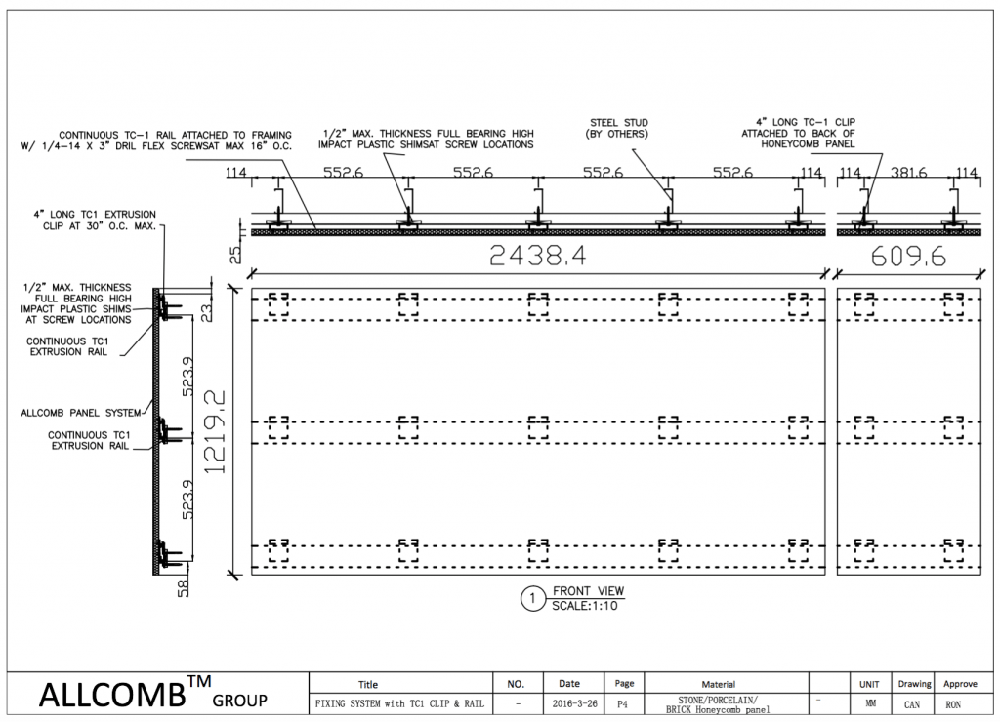 CONTINUOUS TC-1 RAIL ATTACHED TO FRAMING
W/ 1/4-14 X 3" DRIL FLEX SCREWSAT MAX 16" O.C.
1/2" MAX. THICKNESS FULL BEARING HIGH
IMPACT PLASTIC SHIMSAT SCREW LOCATIONS
STEEL STUD
(BY OTHERS)
4" LONG TC-1 CLIP
ATTACHED TO BACK OF
HONEYCOMB PANEL
114 552.6 552.6 552.6 552.6 114 114 381.6 114
4" LONG TC1 EXTRUSION
CLIP AT 30" O.C. MAX.
25
2438.4 609.6
1/2" MAX. THICKNESS
FULL BEARING HIGH
IMPACT PLASTIC SHIMS
AT SCREW LOCATIONS
23
CONTINUOUS TC1
EXTRUSION RAIL
523.9
1219.2
ALLCOMB PANEL SYSTEM
CONTINUOUS TC1
EXTRUSION RAIL
523.9
58
1 FRONT VIEW
SCALE:1:10
ALLCOMB™ GROUP
Title NO. Date Page Material UNIT Drawing Approve
FIXING SYSTEM with TC1 CLIP & RAIL - 2016-3-26 P4 STONE/PORCELAIN/ - MM CAN RON
BRICK Honeycomb panel